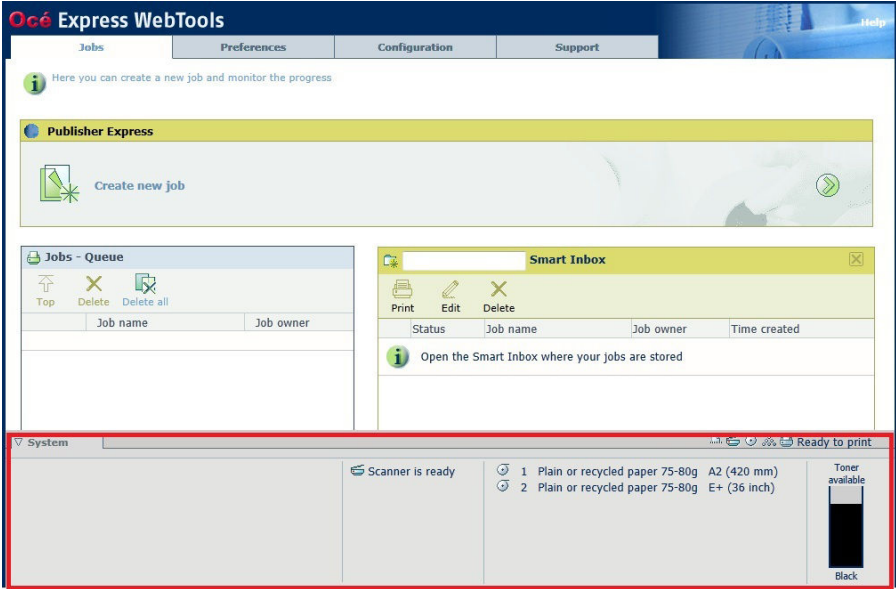 Océ Express WebTools
Help
Jobs Preferences Configuration Support
Here you can create a new job and monitor the progress
Publisher Express
Create new job
Jobs - Queue
Top Delete Delete all
Job name Job owner
Smart Inbox
Print Edit Delete
Status Job name Job owner Time created
Open the Smart Inbox where your jobs are stored
System
Ready to print
Scanner is ready
1 Plain or recycled paper 75-80g A2 (420 mm)
2 Plain or recycled paper 75-80g E+ (36 inch)
Toner
available
Black